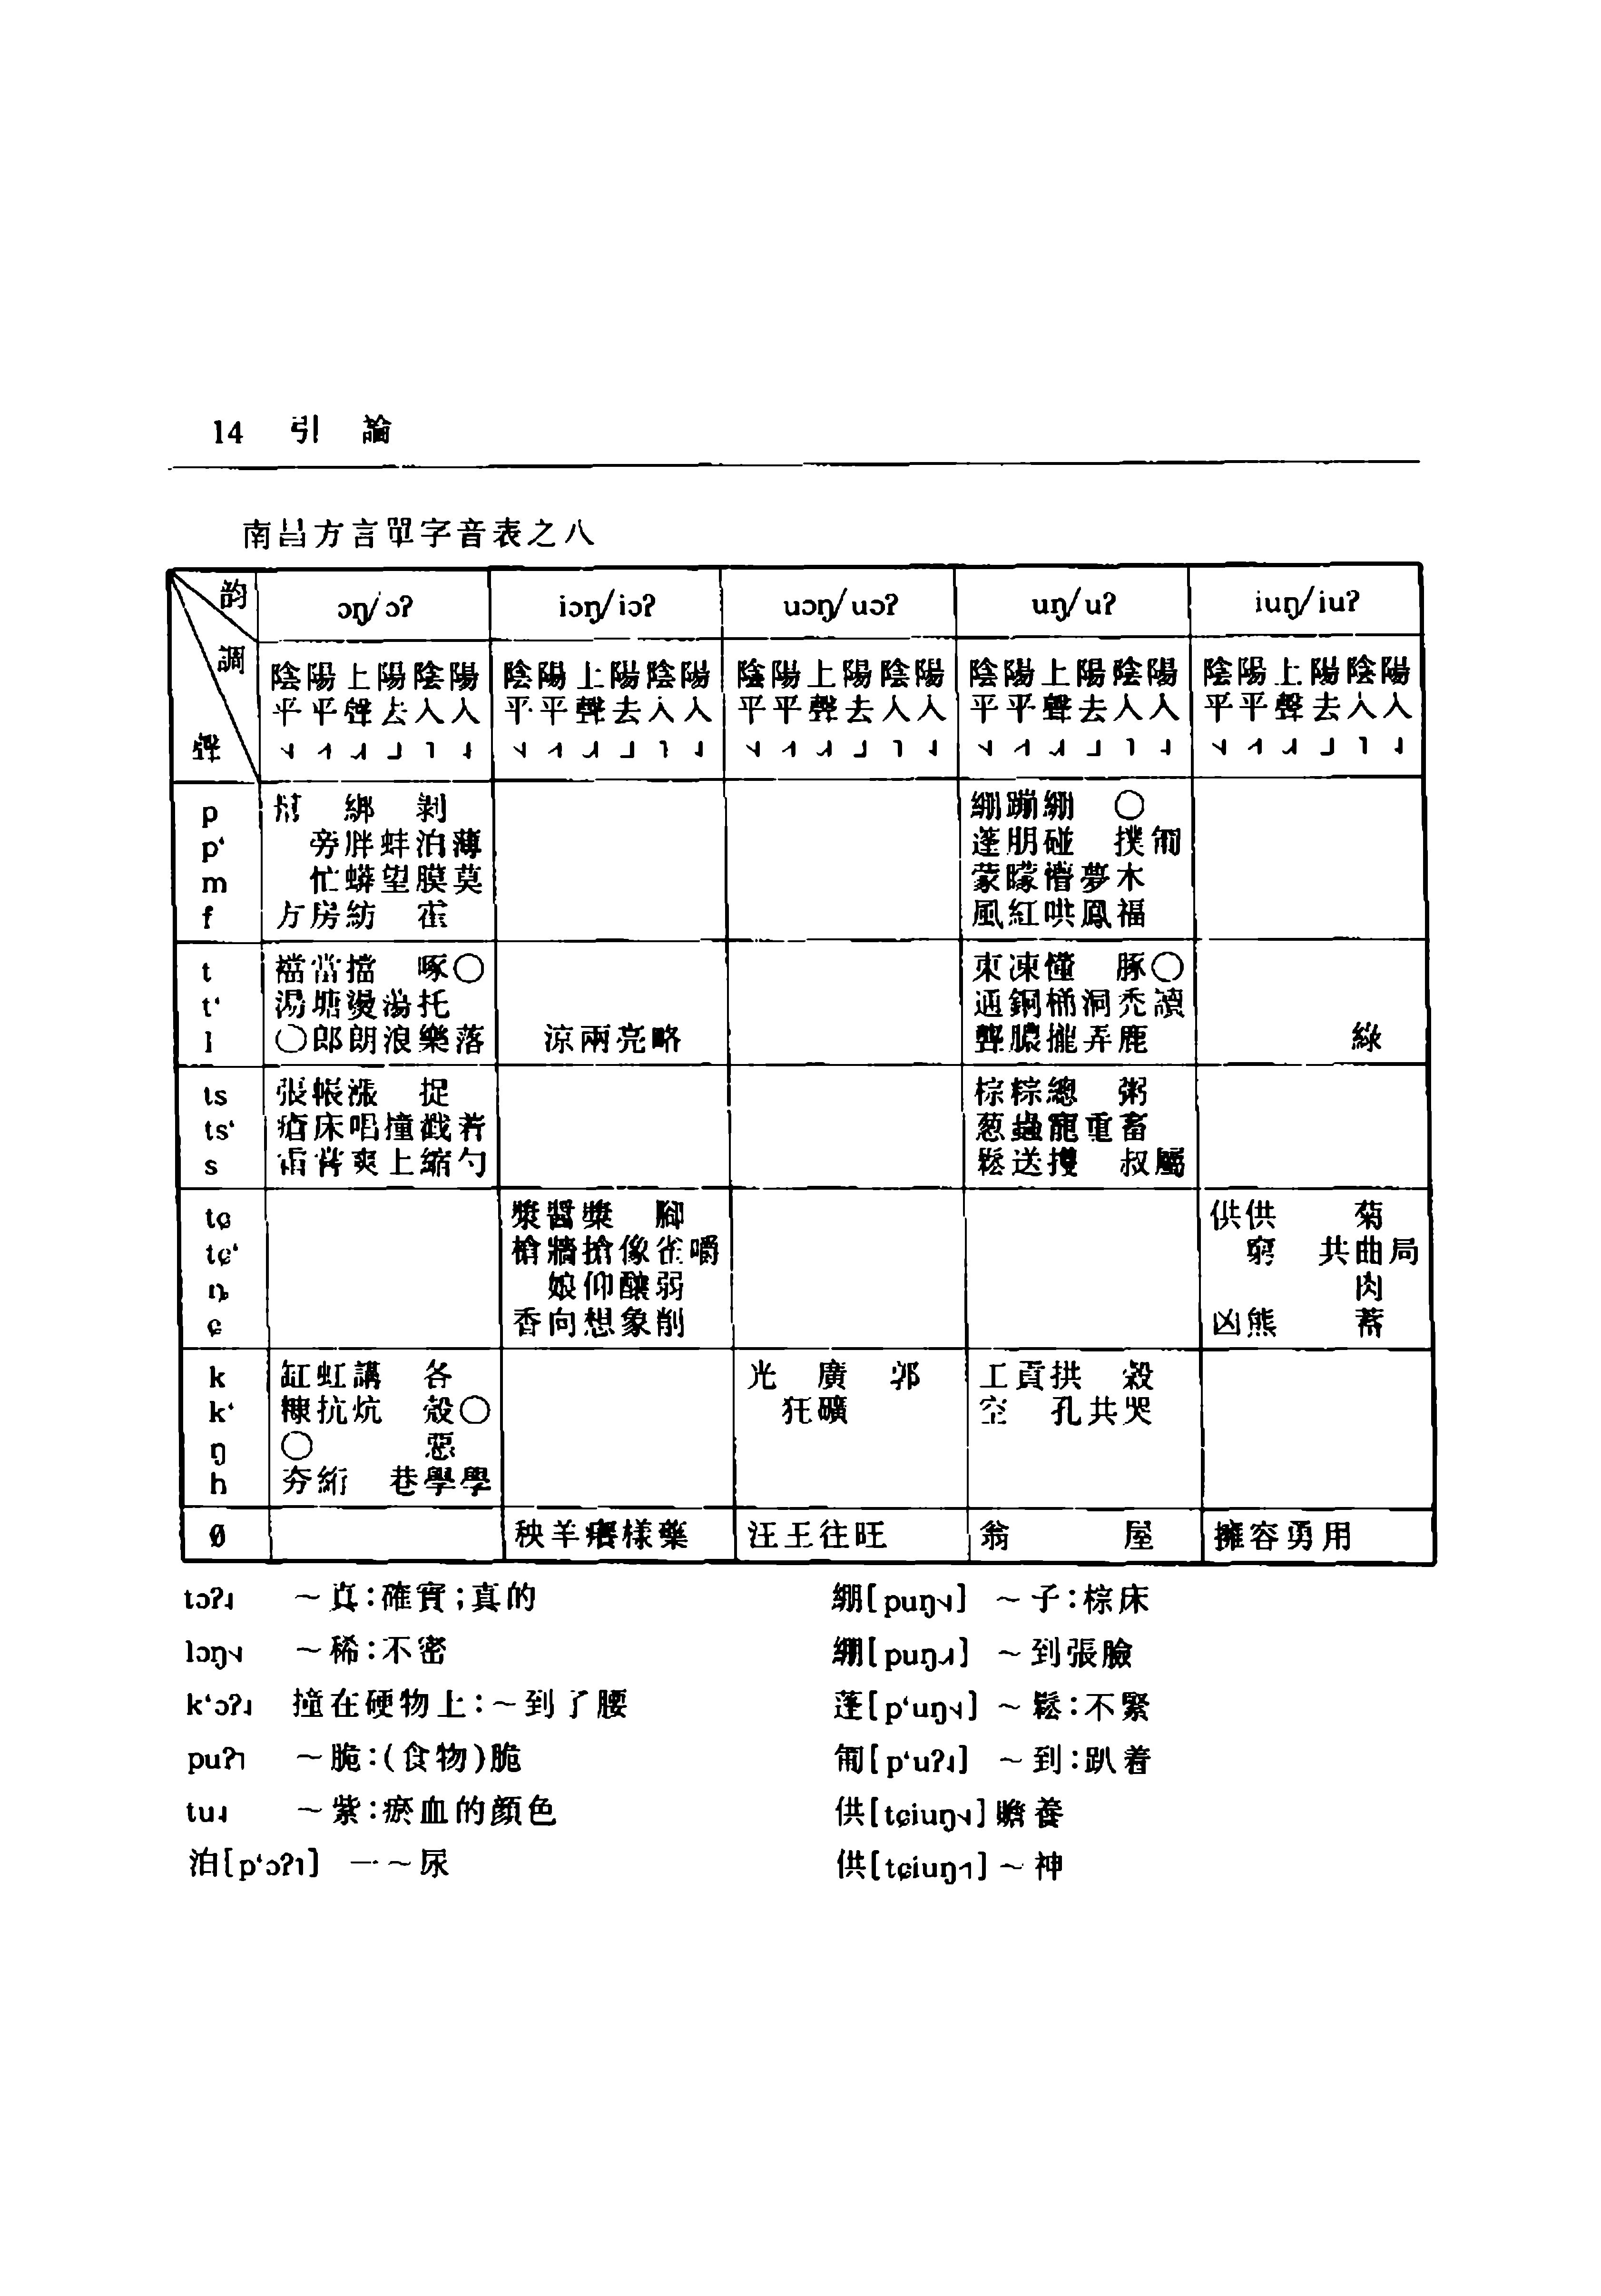 14 引 論
南昌方言單字音表之八
韵 ɔŋ/ɔʔ iɔŋ/iɔʔ uɔŋ/uɔʔ uŋ/uʔ iuŋ/iuʔ
調 陰陽上陽陰陽 陰陽上陽陰陽 陰陽上陽陰陽 陰陽上陽陰陽 陰陽上陽陰陽
平平聲去入入 平平聲去入入 平平聲去入入 平平聲去入入 平平聲去入入
聲
p 幫 綁 剝 繃蹦繃 ○
p‘ 旁胖蚌泊薄 蓬朋碰 撲匍
m 忙蟒望膜莫 蒙矇懵夢木
f 方房紡 霍 風紅哄鳳福
t 襠當擋 啄○ 東凍懂 豚○
t‘ 湯塘燙蕩托 通銅桶洞禿讀
l ○郎朗浪樂落 涼兩亮略 聾膿攏弄鹿 綠
ts 張帳漲 捉 棕粽總 粥
ts‘ 瘡床唱撞戳着 葱蟲寵重畜
s 霜嘗爽上縮勺 鬆送 叔屬
tɕ 漿醬槳 腳 供供 菊
tɕ‘ 槍牆搶像雀嚼 窮 共曲局
ȵ 娘仰釀弱 肉
ɕ 香向想象削 凶熊 蓄
k 缸虹講 各 光 廣 郭 工貢拱 穀
k‘ 糠抗炕 殼○ 狂礦 空 孔共哭
ŋ ○ 惡
h 夯絎 巷學學
ø 秧羊癢樣藥 汪王往旺 翁 屋 擁容勇用
tɔʔ˨ ～真:確實;真的 繃[puŋ˦˨] ～子:棕床
lɔŋ˦˨ ～稀:不密 繃[puŋ˨˩˧] ～到張臉
k‘ɔʔ˨ 撞在硬物上:～到了腰 蓬[p‘uŋ˦˨] ～鬆:不緊
puʔ˥ ～脆:(食物)脆 匍[p‘uʔ˨] ～到:趴着
tu˨ ～紫:瘀血的顏色 供[tɕiuŋ˦˨]贍養
泊[p‘ɔʔ˥] 一～尿 供[tɕiuŋ˧˥]～神